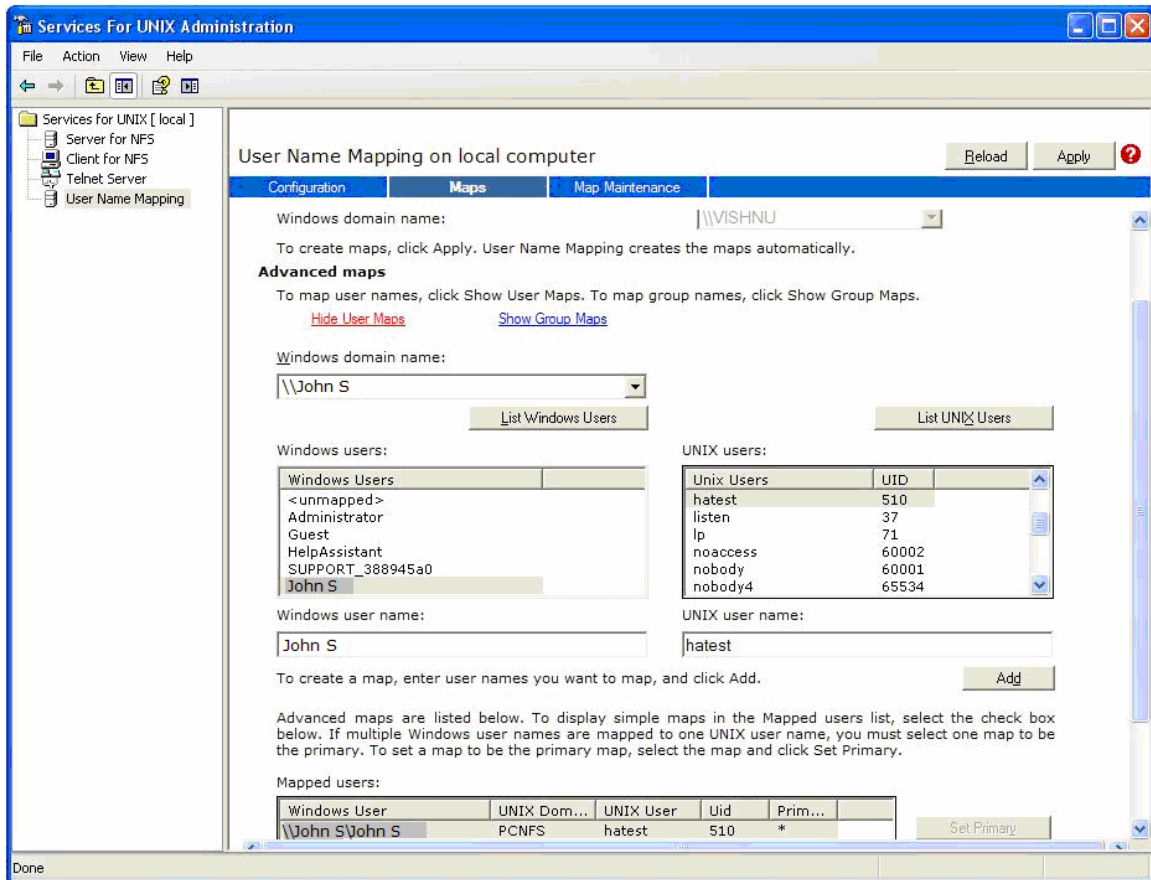 Services For UNIX Administration
File Action View Help
Services for UNIX [ local ]
Server for NFS
Client for NFS
Telnet Server
User Name Mapping
User Name Mapping on local computer
Reload
Apply
?
Configuration
Maps
Map Maintenance
Windows domain name:
\\VISHNU
To create maps, click Apply. User Name Mapping creates the maps automatically.
Advanced maps
To map user names, click Show User Maps. To map group names, click Show Group Maps.
Hide User Maps
Show Group Maps
Windows domain name:
\\John S
List Windows Users
List UNIX Users
Windows users:
Windows Users
<unmapped>
Administrator
Guest
HelpAssistant
SUPPORT_388945a0
John S
UNIX users:
Unix Users UID
hatest 510
listen 37
lp 71
noaccess 60002
nobody 60001
nobody4 65534
Windows user name:
John S
UNIX user name:
hatest
To create a map, enter user names you want to map, and click Add.
Add
Advanced maps are listed below. To display simple maps in the Mapped users list, select the check box
below. If multiple Windows user names are mapped to one UNIX user name, you must select one map to be
the primary. To set a map to be the primary map, select the map and click Set Primary.
Mapped users:
Windows User UNIX Dom... UNIX User Uid Prim...
\\John S\John S PCNFS hatest 510 *
Set Primary
Done